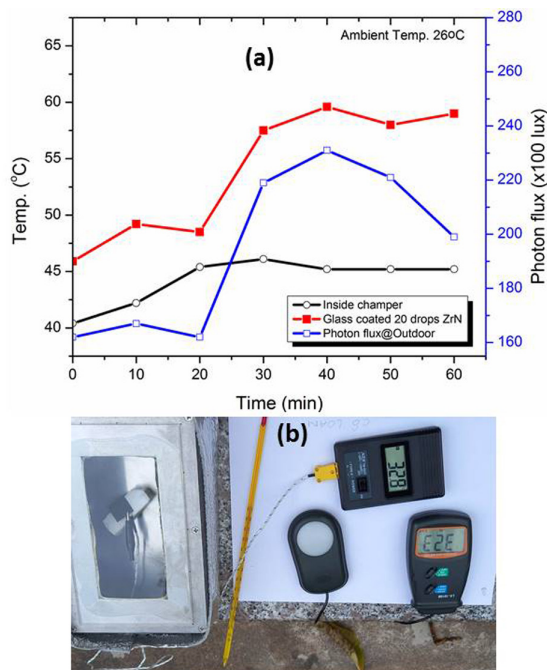 (a)
Ambient Temp. 26oC
65
60
55
50
45
40
Temp. (°C)
280
260
240
220
200
180
160
Photon flux (x100 lux)
Inside champer
Glass coated 20 drops ZrN
Photon flux@Outdoor
0 10 20 30 40 50 60
Time (min)
(b)
328
323